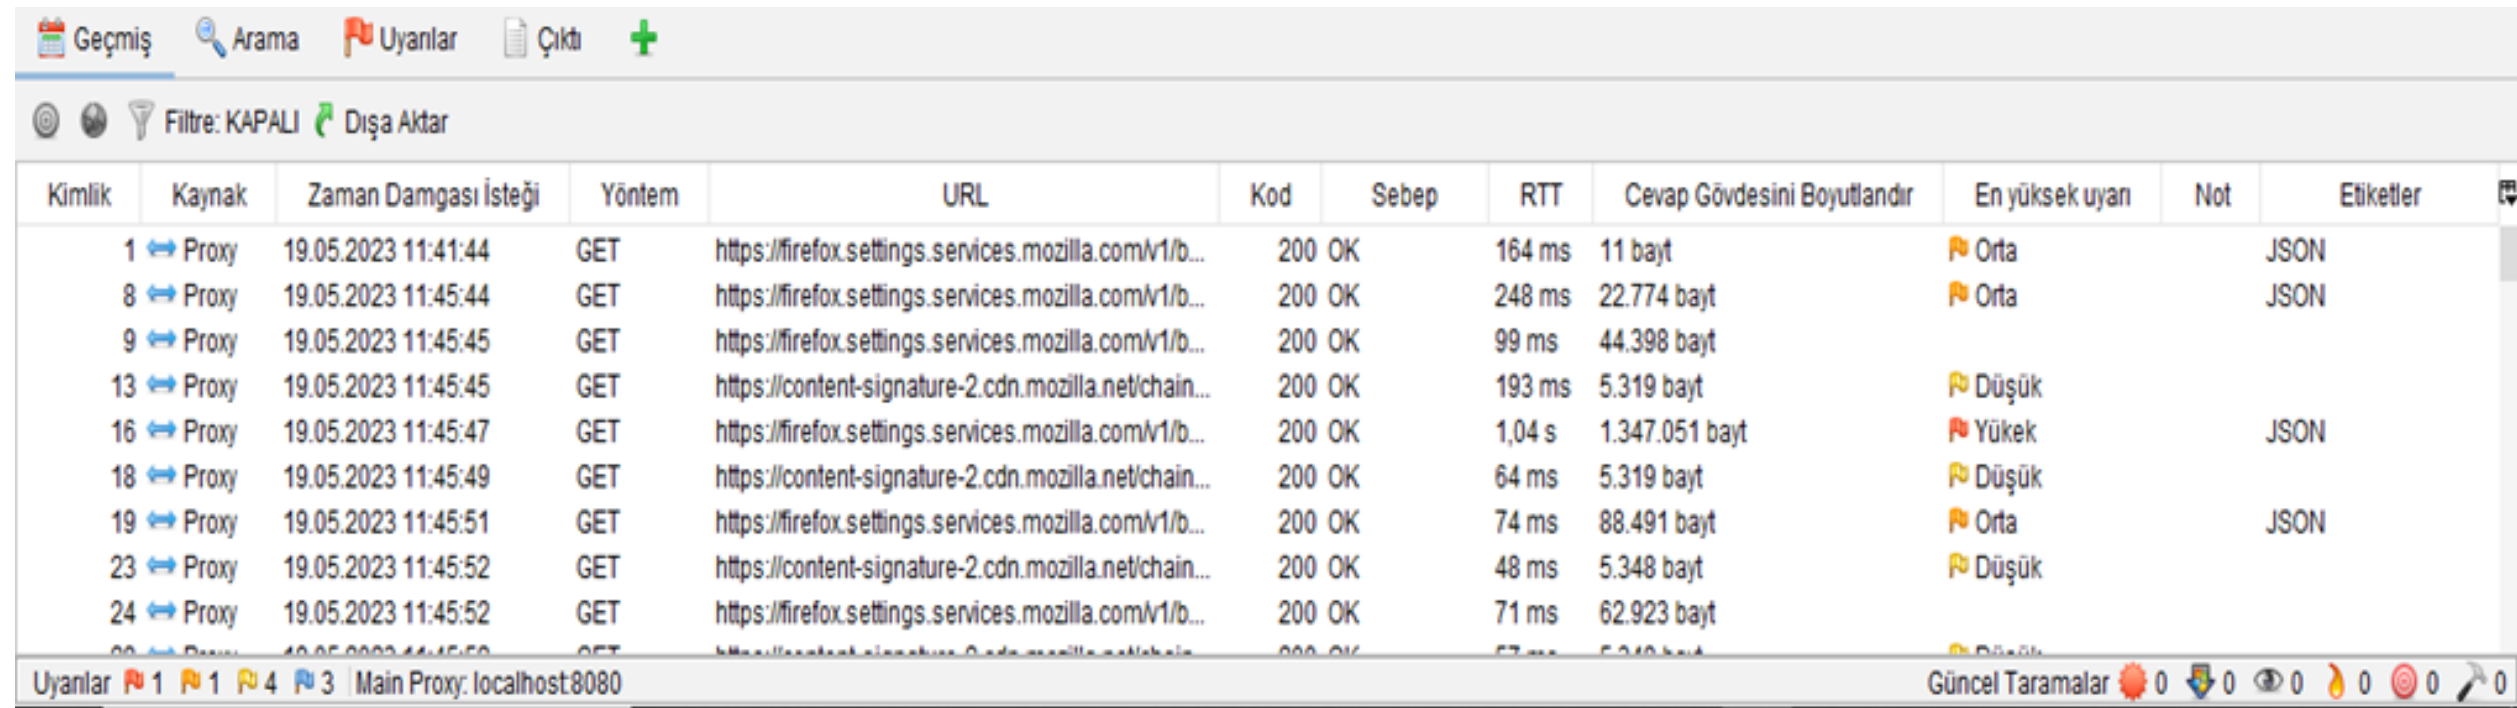 Geçmiş Arama Uyarılar Çıktı
Filtre: KAPALI Dışa Aktar
Kimlik Kaynak Zaman Damgası İsteği Yöntem URL Kod Sebep RTT Cevap Gövdesini Boyutlandır En yüksek uyarı Not Etiketler
1 Proxy 19.05.2023 11:41:44 GET https://firefox.settings.services.mozilla.com/v1/b... 200 OK 164 ms 11 bayt Orta JSON
8 Proxy 19.05.2023 11:45:44 GET https://firefox.settings.services.mozilla.com/v1/b... 200 OK 248 ms 22.774 bayt Orta JSON
9 Proxy 19.05.2023 11:45:45 GET https://firefox.settings.services.mozilla.com/v1/b... 200 OK 99 ms 44.398 bayt
13 Proxy 19.05.2023 11:45:45 GET https://content-signature-2.cdn.mozilla.net/chain... 200 OK 193 ms 5.319 bayt Düşük
16 Proxy 19.05.2023 11:45:47 GET https://firefox.settings.services.mozilla.com/v1/b... 200 OK 1,04 s 1.347.051 bayt Yükek JSON
18 Proxy 19.05.2023 11:45:49 GET https://content-signature-2.cdn.mozilla.net/chain... 200 OK 64 ms 5.319 bayt Düşük
19 Proxy 19.05.2023 11:45:51 GET https://firefox.settings.services.mozilla.com/v1/b... 200 OK 74 ms 88.491 bayt Orta JSON
23 Proxy 19.05.2023 11:45:52 GET https://content-signature-2.cdn.mozilla.net/chain... 200 OK 48 ms 5.348 bayt Düşük
24 Proxy 19.05.2023 11:45:52 GET https://firefox.settings.services.mozilla.com/v1/b... 200 OK 71 ms 62.923 bayt
Uyarılar 1 1 4 3 Main Proxy: localhost:8080 Güncel Taramalar 0 0 0 0 0 0